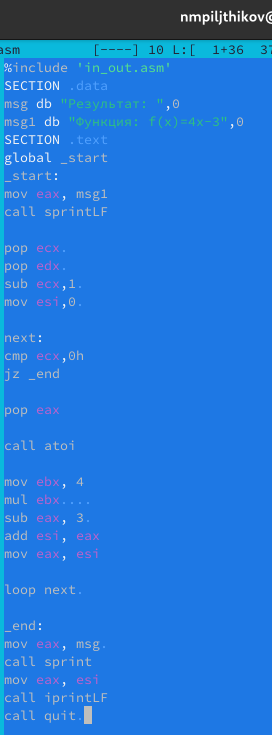 nmpiljthikov@
asm [----] 10 L:[ 1+36 37
%include 'in_out.asm'
SECTION .data
msg db "Результат: ",0
msg1 db "Функция: f(x)=4x-3",0
SECTION .text
global _start
_start:
mov eax, msg1
call sprintLF
pop ecx.
pop edx.
sub ecx,1.
mov esi,0.
next:
cmp ecx,0h
jz _end
pop eax
call atoi
mov ebx, 4
mul ebx....
sub eax, 3.
add esi, eax
mov eax, esi
loop next.
_end:
mov eax, msg.
call sprint
mov eax, esi
call iprintLF
call quit.